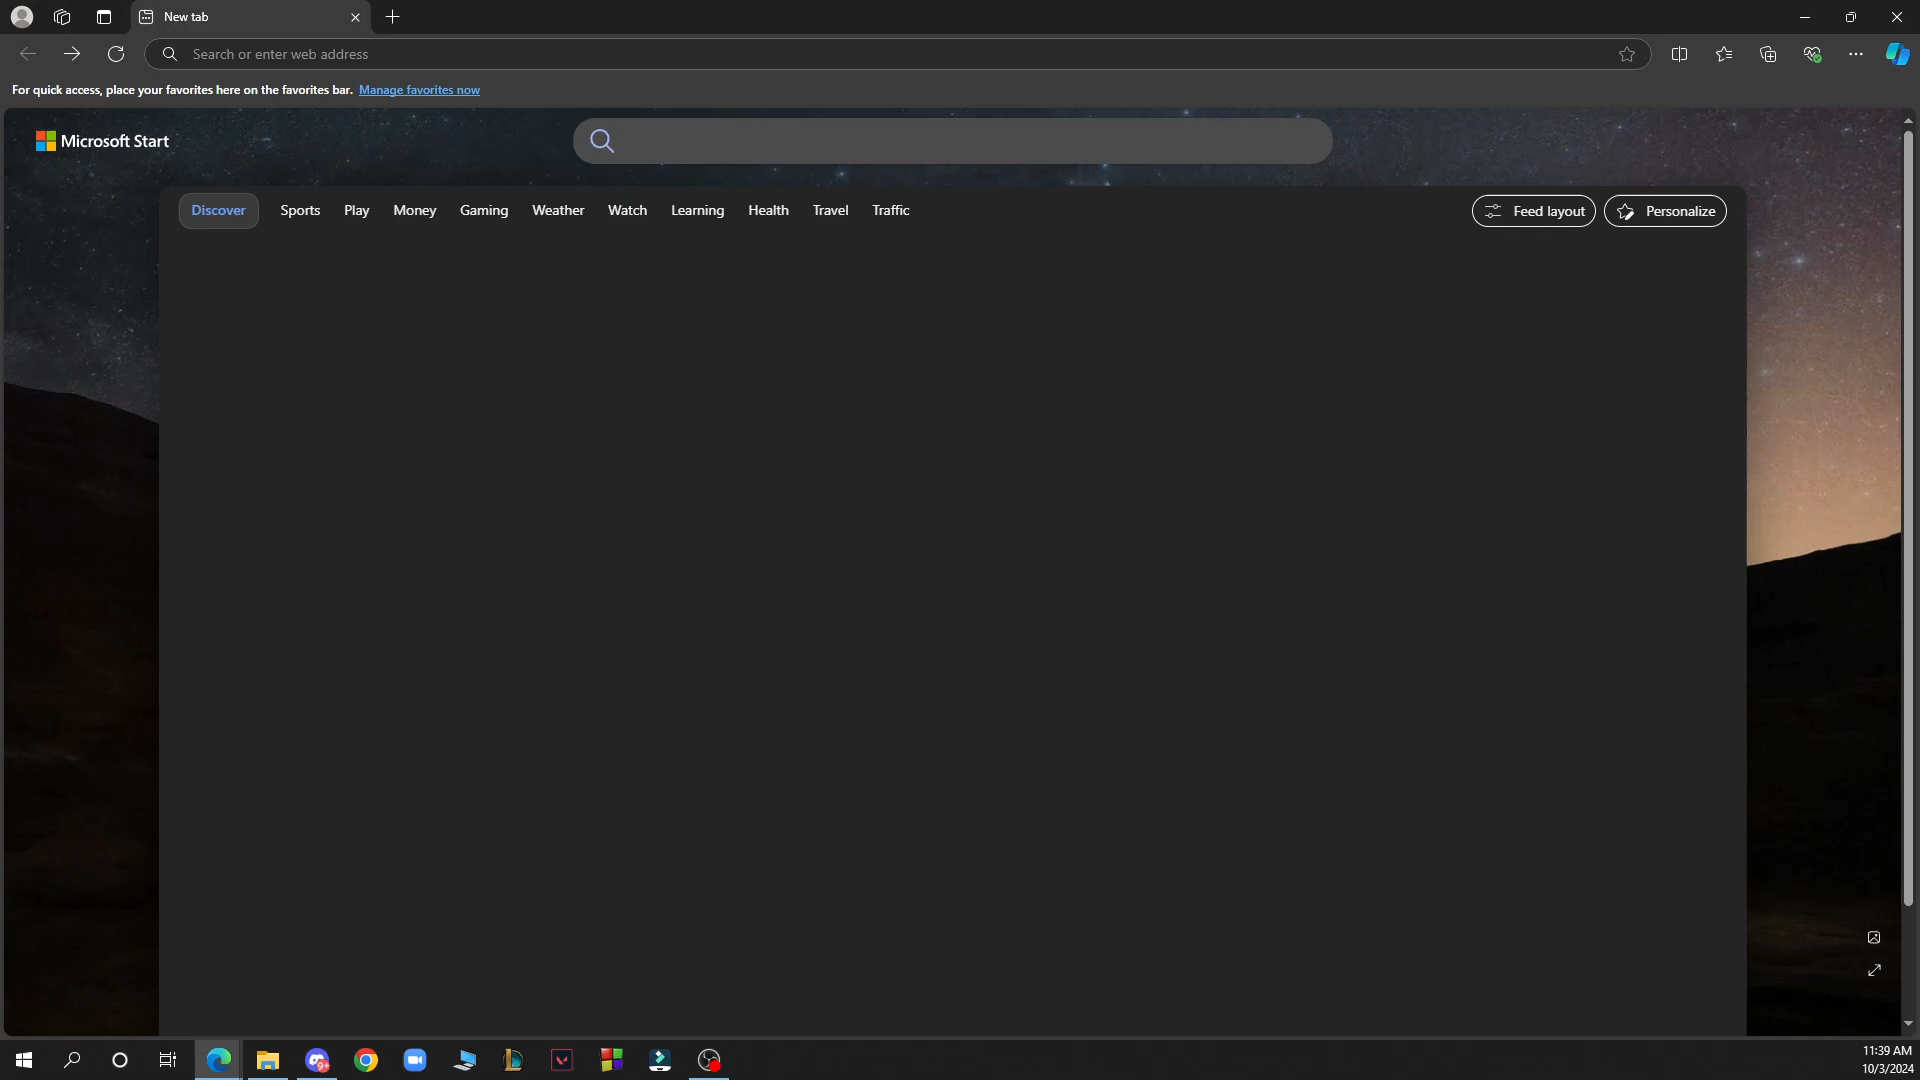 New tab
Search or enter web address
For quick access, place your favorites here on the favorites bar. Manage favorites now
Microsoft Start
Discover Sports Play Money Gaming Weather Watch Learning Health Travel Traffic Feed layout Personalize
9+
11:39 AM
10/3/2024